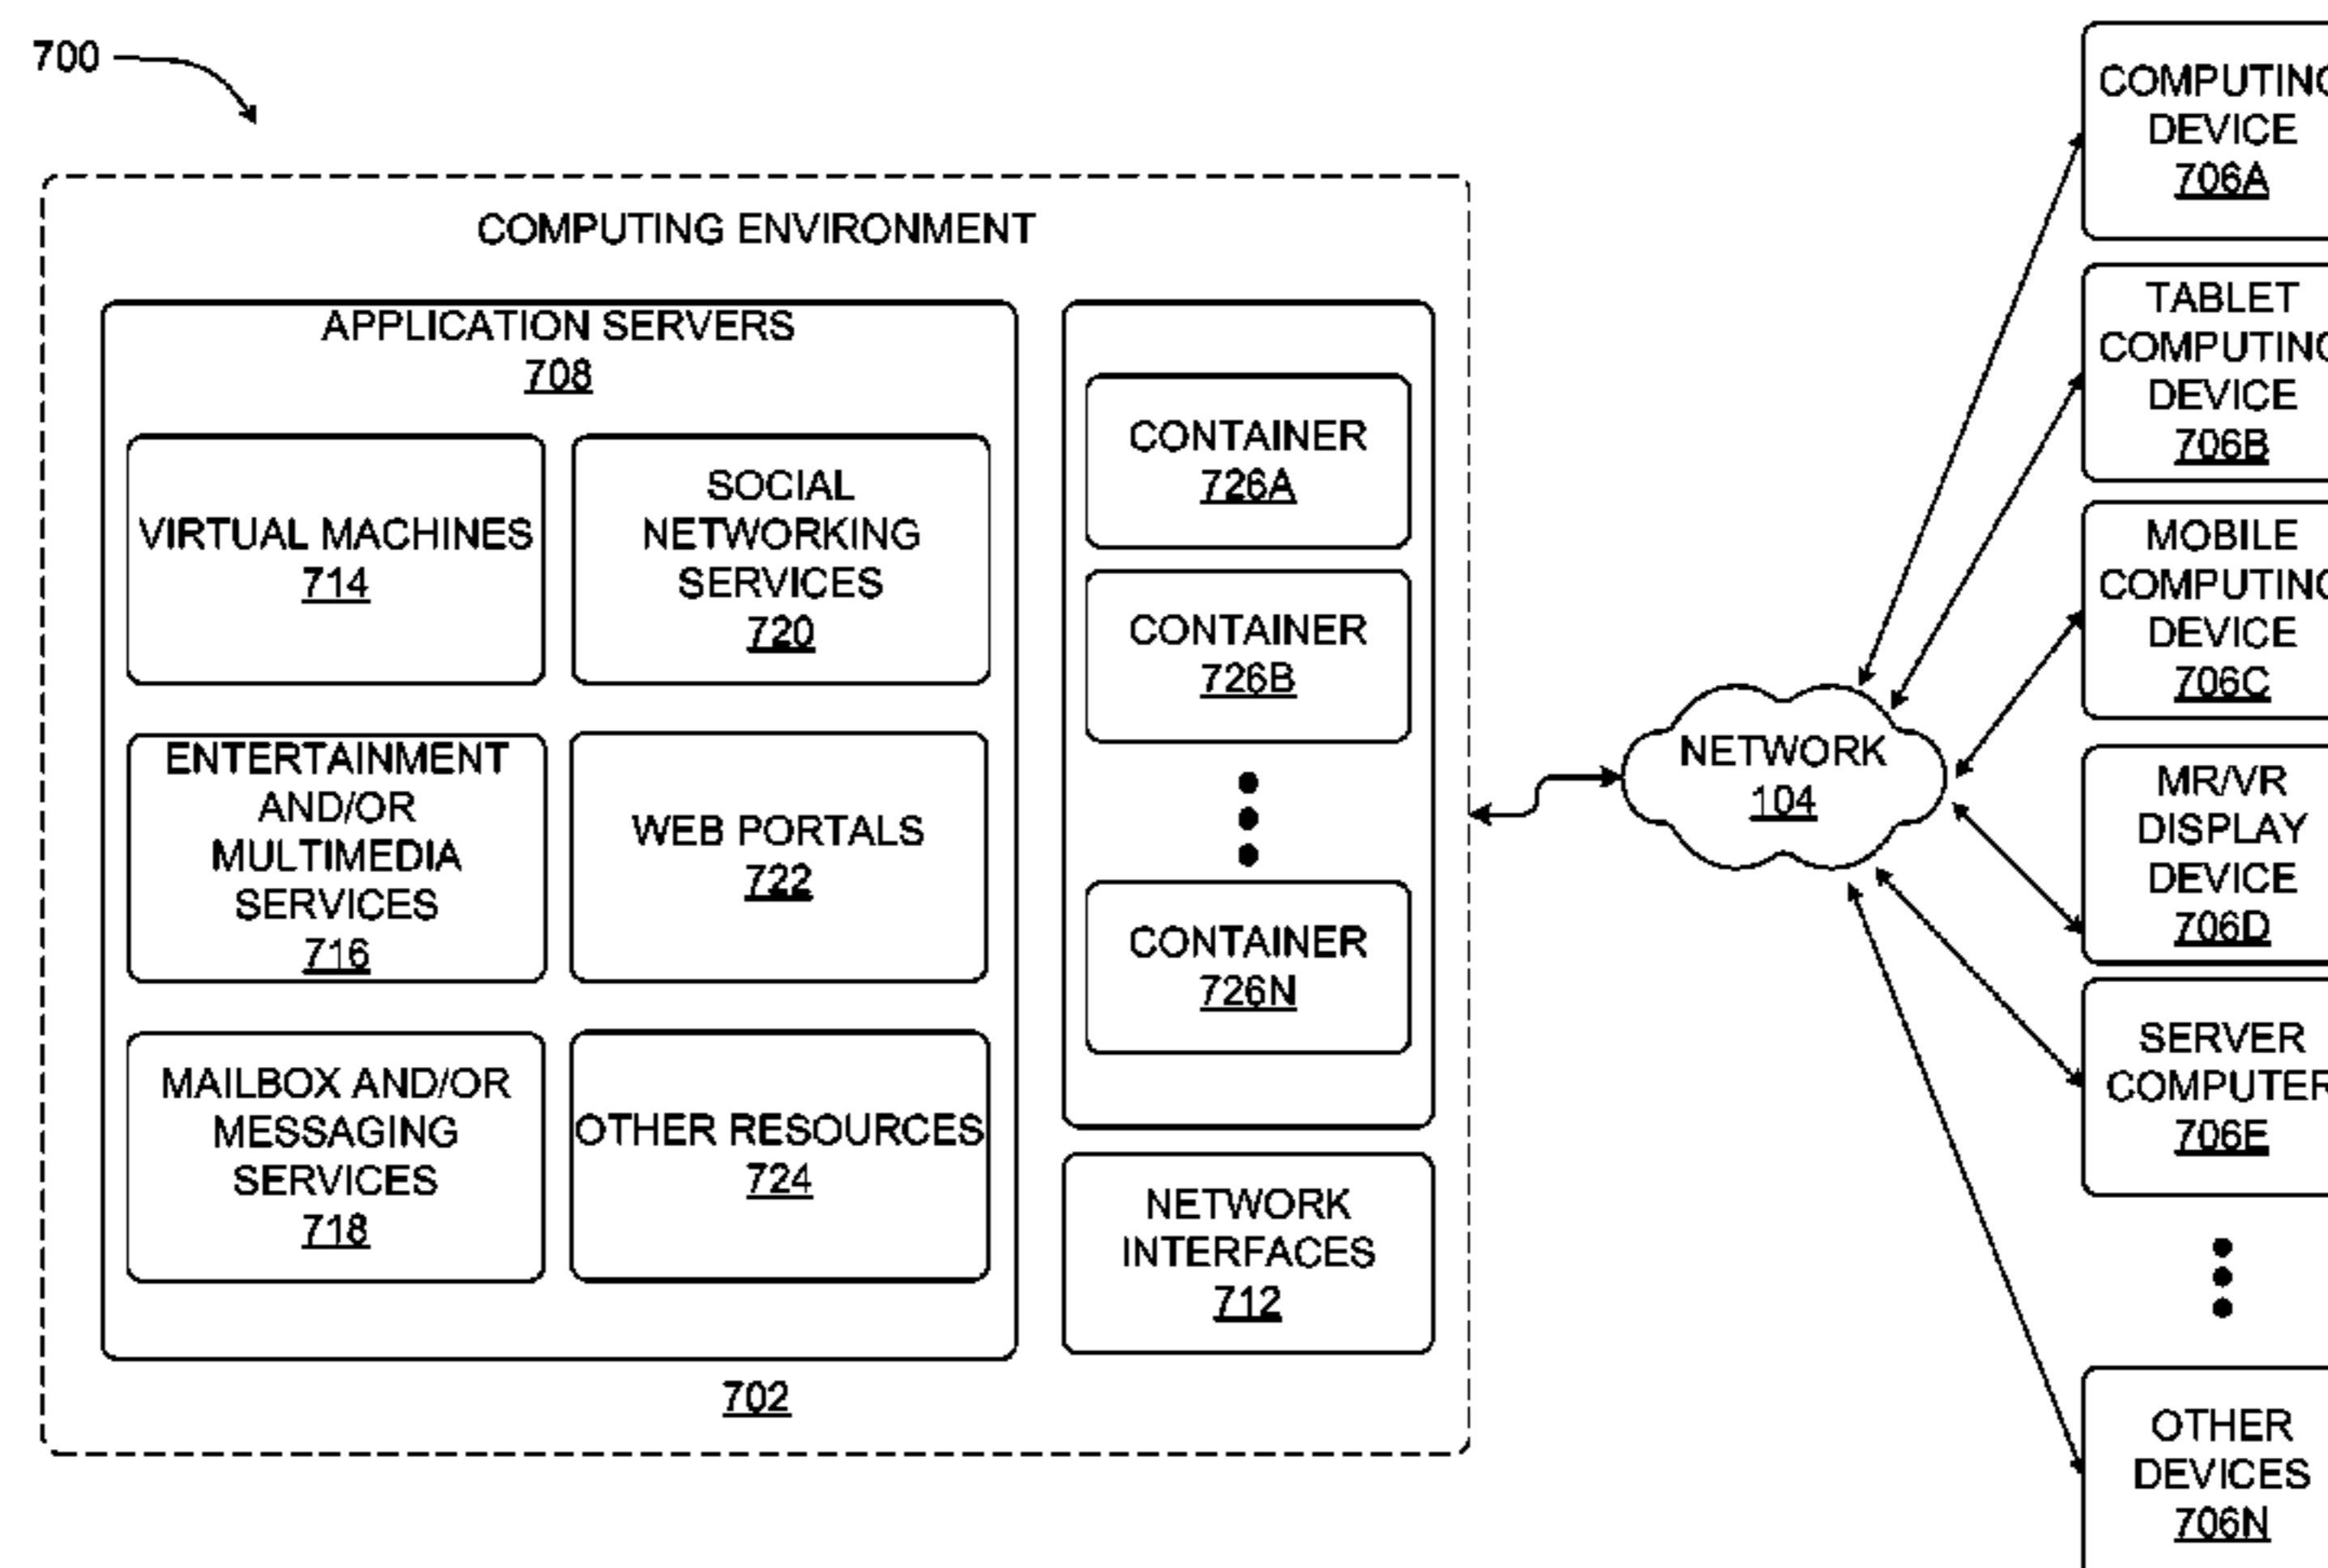 700
COMPUTING ENVIRONMENT
APPLICATION SERVERS
708
VIRTUAL MACHINES
714
SOCIAL
NETWORKING
SERVICES
720
ENTERTAINMENT
AND/OR
MULTIMEDIA
SERVICES
716
WEB PORTALS
722
MAILBOX AND/OR
MESSAGING
SERVICES
718
OTHER RESOURCES
724
CONTAINER
726A
CONTAINER
726B
CONTAINER
726N
NETWORK
INTERFACES
712
702
NETWORK
104
COMPUTING
DEVICE
706A
TABLET
COMPUTING
DEVICE
706B
MOBILE
COMPUTING
DEVICE
706C
MR/VR
DISPLAY
DEVICE
706D
SERVER
COMPUTER
706E
OTHER
DEVICES
706N